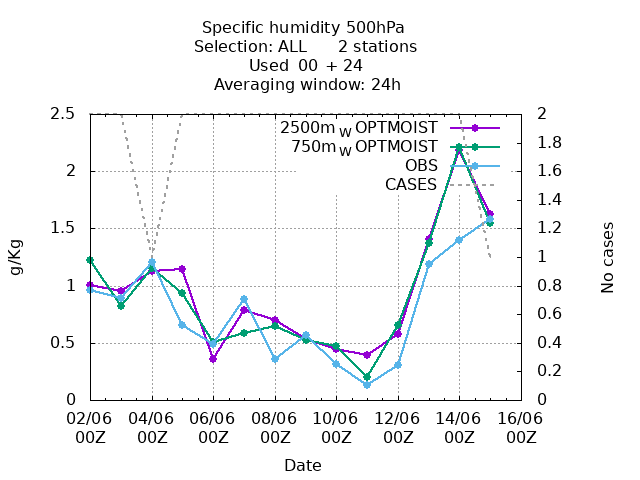 Specific humidity 500hPa
Selection: ALL      2 stations
Used  00  + 24
Averaging window: 24h
2500m W OPTMOIST
750m W OPTMOIST
OBS
CASES
2.5
2
1.5
1
0.5
0
g/Kg
2
1.8
1.6
1.4
1.2
1
0.8
0.6
0.4
0.2
0
No cases
02/06 04/06 06/06 08/06 10/06 12/06 14/06 16/06
00Z 00Z 00Z 00Z 00Z 00Z 00Z 00Z
Date